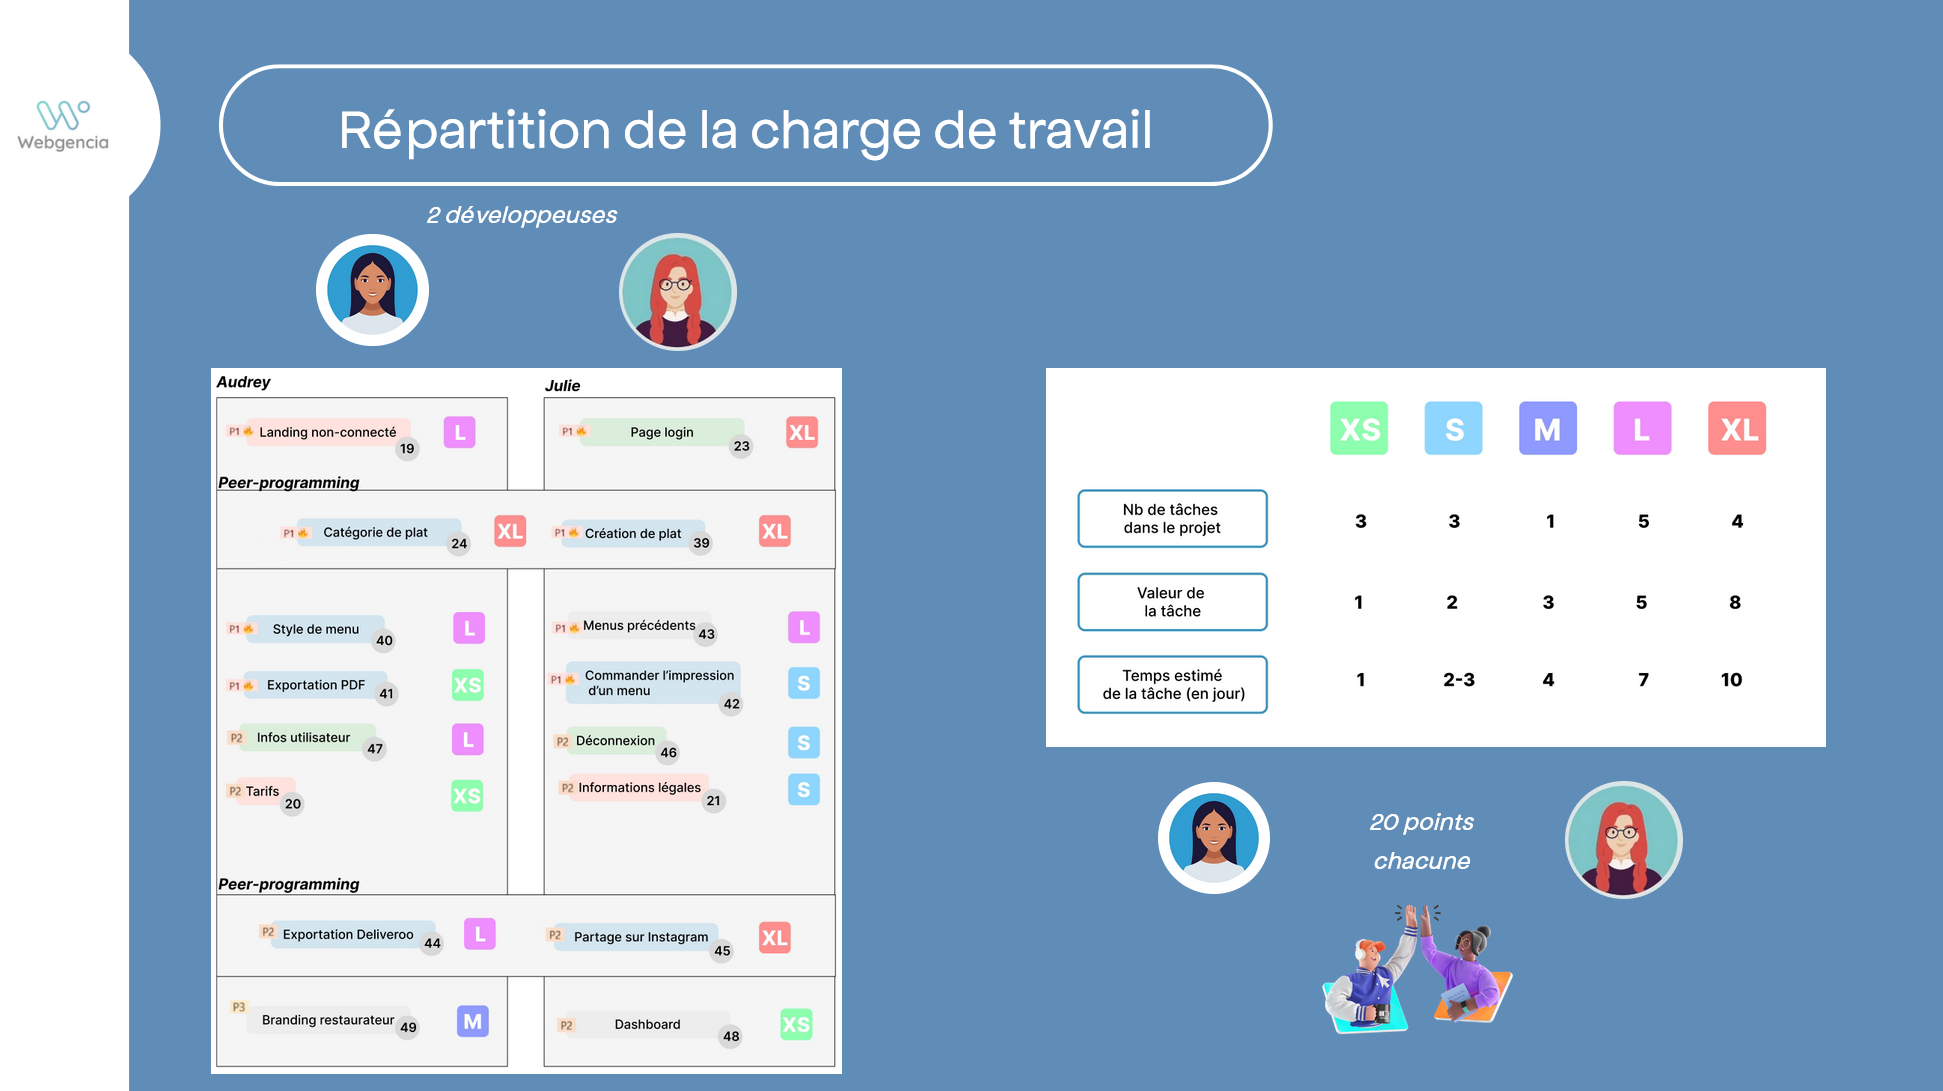 Webgencia
Répartition de la charge de travail
2 développeuses
Audrey
Julie
P1 Landing non-connecté 19 L
P1 Page login 23 XL
Peer-programming
P1 Catégorie de plat 24 XL
P1 Création de plat 39 XL
P1 Style de menu 40 L
P1 Exportation PDF 41 XS
P2 Infos utilisateur 47 L
P2 Tarifs 20 XS
P1 Menus précédents 43 L
P1 Commander l'impression
d'un menu 42 S
P2 Déconnexion 46 S
P2 Informations légales 21 S
Peer-programming
P2 Exportation Deliveroo 44 L
P2 Partage sur Instagram 45 XL
P3 Branding restaurateur 49 M
P2 Dashboard 48 XS
XS S M L XL
Nb de tâches
dans le projet
3 3 1 5 4
Valeur de
la tâche
1 2 3 5 8
Temps estimé
de la tâche (en jour)
1 2-3 4 7 10
20 points
chacune